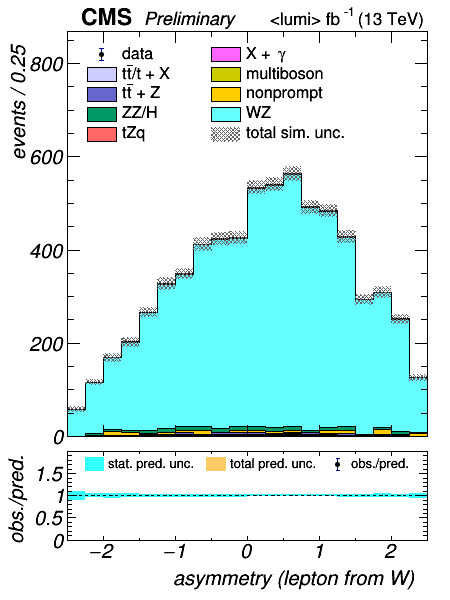 CMS Preliminary <lumi> fb⁻¹ (13 TeV)
events / 0.25
800
600
400
200
0
data
tt̄/t + X
tt̄ + Z
ZZ/H
tZq
X + γ
multiboson
nonprompt
WZ
total sim. unc.
obs./pred.
1.5
1
0.5
0
stat. pred. unc. total pred. unc. obs./pred.
−2 −1 0 1 2
asymmetry (lepton from W)